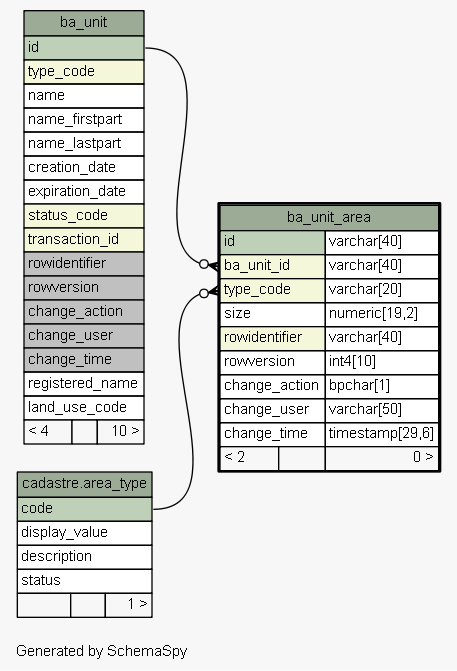 ba_unit
id
type_code
name
name_firstpart
name_lastpart
creation_date
expiration_date
status_code
transaction_id
rowidentifier
rowversion
change_action
change_user
change_time
registered_name
land_use_code
< 4 10 >
ba_unit_area
id varchar[40]
ba_unit_id varchar[40]
type_code varchar[20]
size numeric[19,2]
rowidentifier varchar[40]
rowversion int4[10]
change_action bpchar[1]
change_user varchar[50]
change_time timestamp[29,6]
< 2 0 >
cadastre.area_type
code
display_value
description
status
1 >
Generated by SchemaSpy